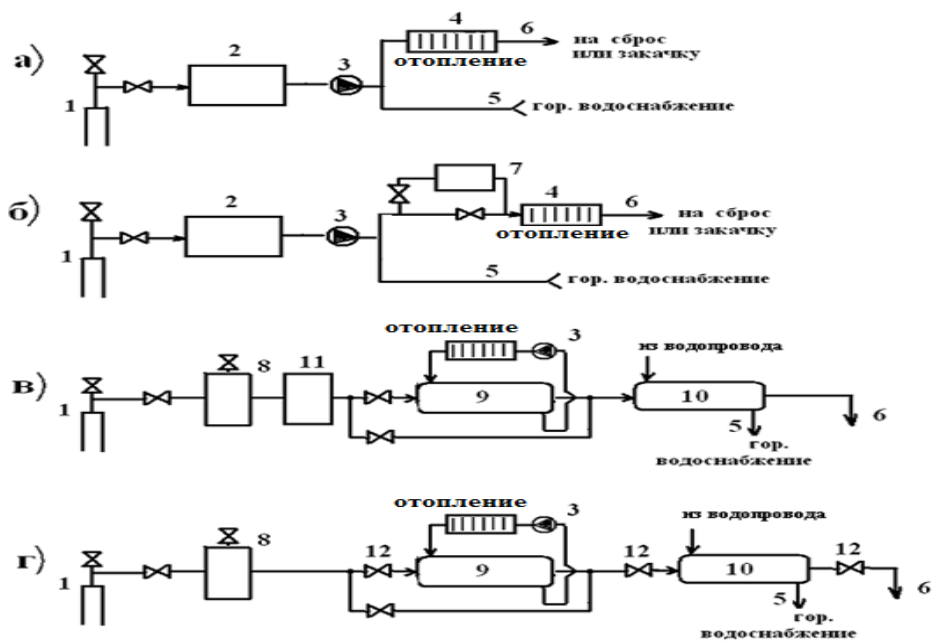 а)
1
2
3
4
отопление
6
на сброс
или закачку
5
гор. водоснабжение
б)
1
2
3
7
4
отопление
6
на сброс
или закачку
5
гор. водоснабжение
в)
1
8
11
отопление
3
9
из водопровода
10
5
гор.
водоснабжение
6
г)
1
8
12
отопление
3
9
12
из водопровода
10
12
5
гор.
водоснабжение
6